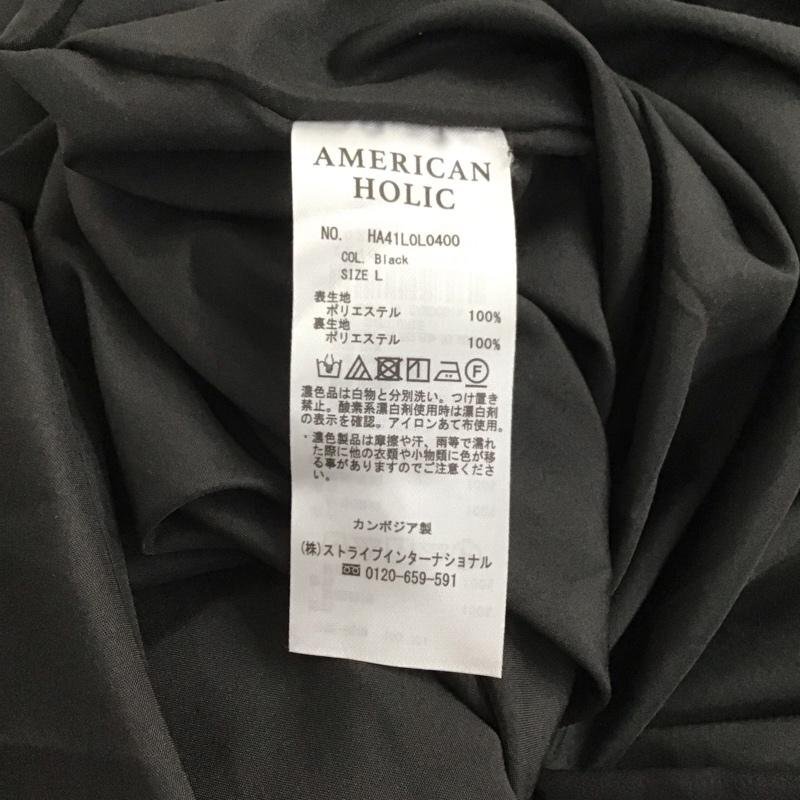 AMERICAN
HOLIC
NO. HA41L0L0400
COL. Black
SIZE L
表生地
ポリエステル 100%
裏生地
ポリエステル 100%
F
濃色品は白物と分別洗い。つけ置き
禁止。酸素系漂白剤使用時は漂白剤
の表示を確認。アイロンあて布使用。
・濃色製品は摩擦や汗、雨等で濡れ
た際に他の衣類や小物類に色が移
る事がありますのでご注意くださ
い。
カンボジア製
(株)ストライプインターナショナル
0120-659-591